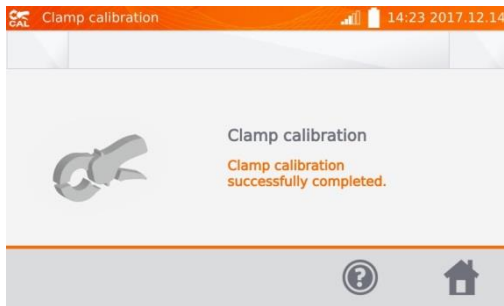 CAL Clamp calibration 14:23 2017.12.14
Clamp calibration
Clamp calibration
successfully completed.
?